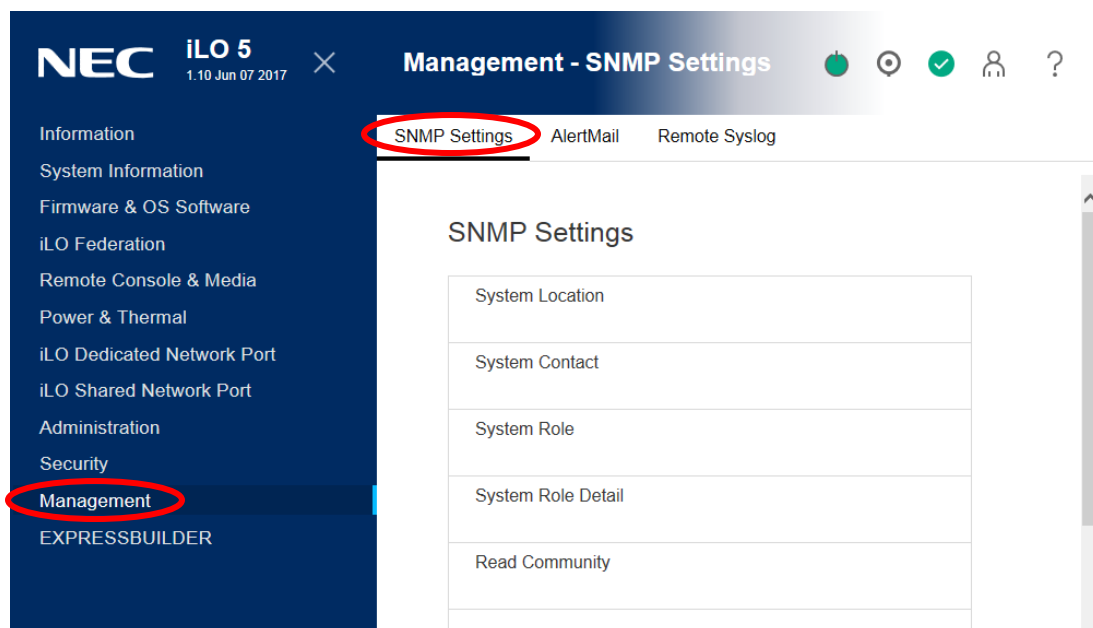 NEC
iLO 5
1.10 Jun 07 2017
Management - SNMP Settings
?
Information
System Information
Firmware & OS Software
iLO Federation
Remote Console & Media
Power & Thermal
iLO Dedicated Network Port
iLO Shared Network Port
Administration
Security
Management
EXPRESSBUILDER
SNMP Settings AlertMail Remote Syslog
SNMP Settings
System Location
System Contact
System Role
System Role Detail
Read Community